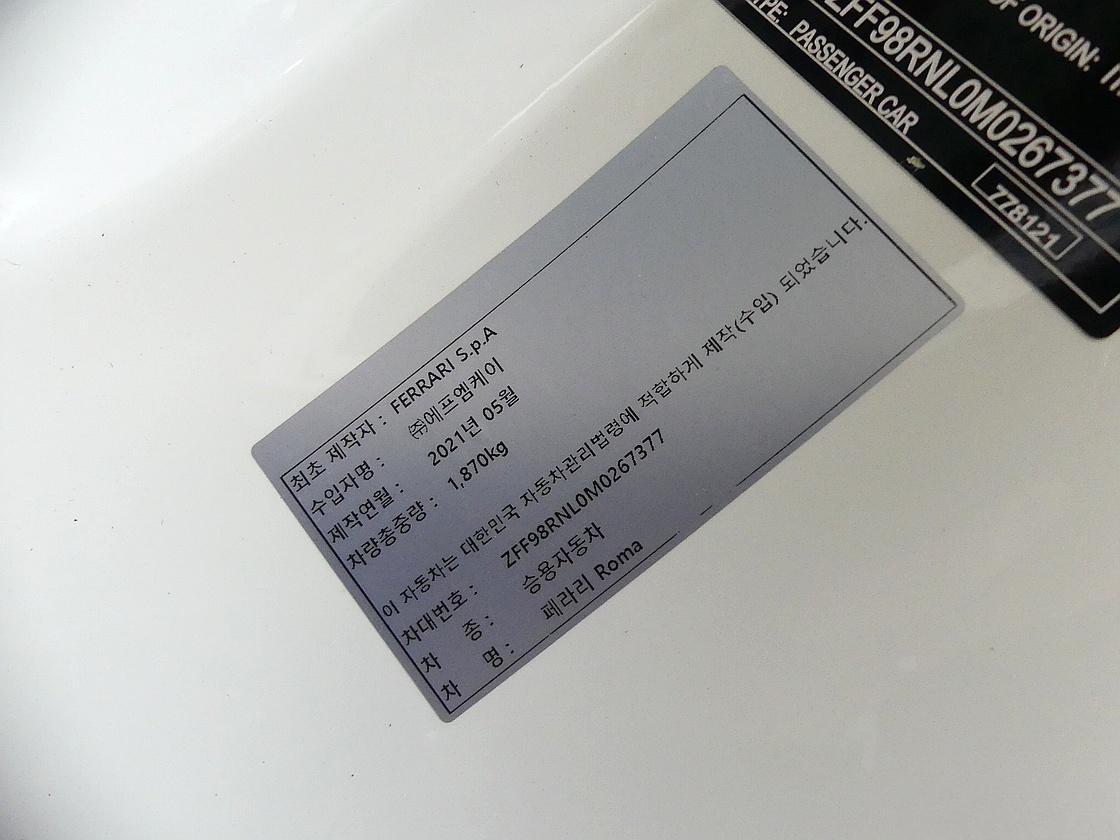 OF ORIGIN:
ZFF98RNL0M0267377
TYPE: PASSENGER CAR
778121
최초 제작자 : FERRARI S.p.A
수입자명 : ㈜에프엠케이
제작연월 : 2021년 05월
차량총중량 : 1,870kg
이 자동차는 대한민국 자동차관리법령에 적합하게 제작(수입) 되었습니다.
차대번호 : ZFF98RNL0M0267377
차 종 : 승용자동차
차 명 : 페라리 Roma